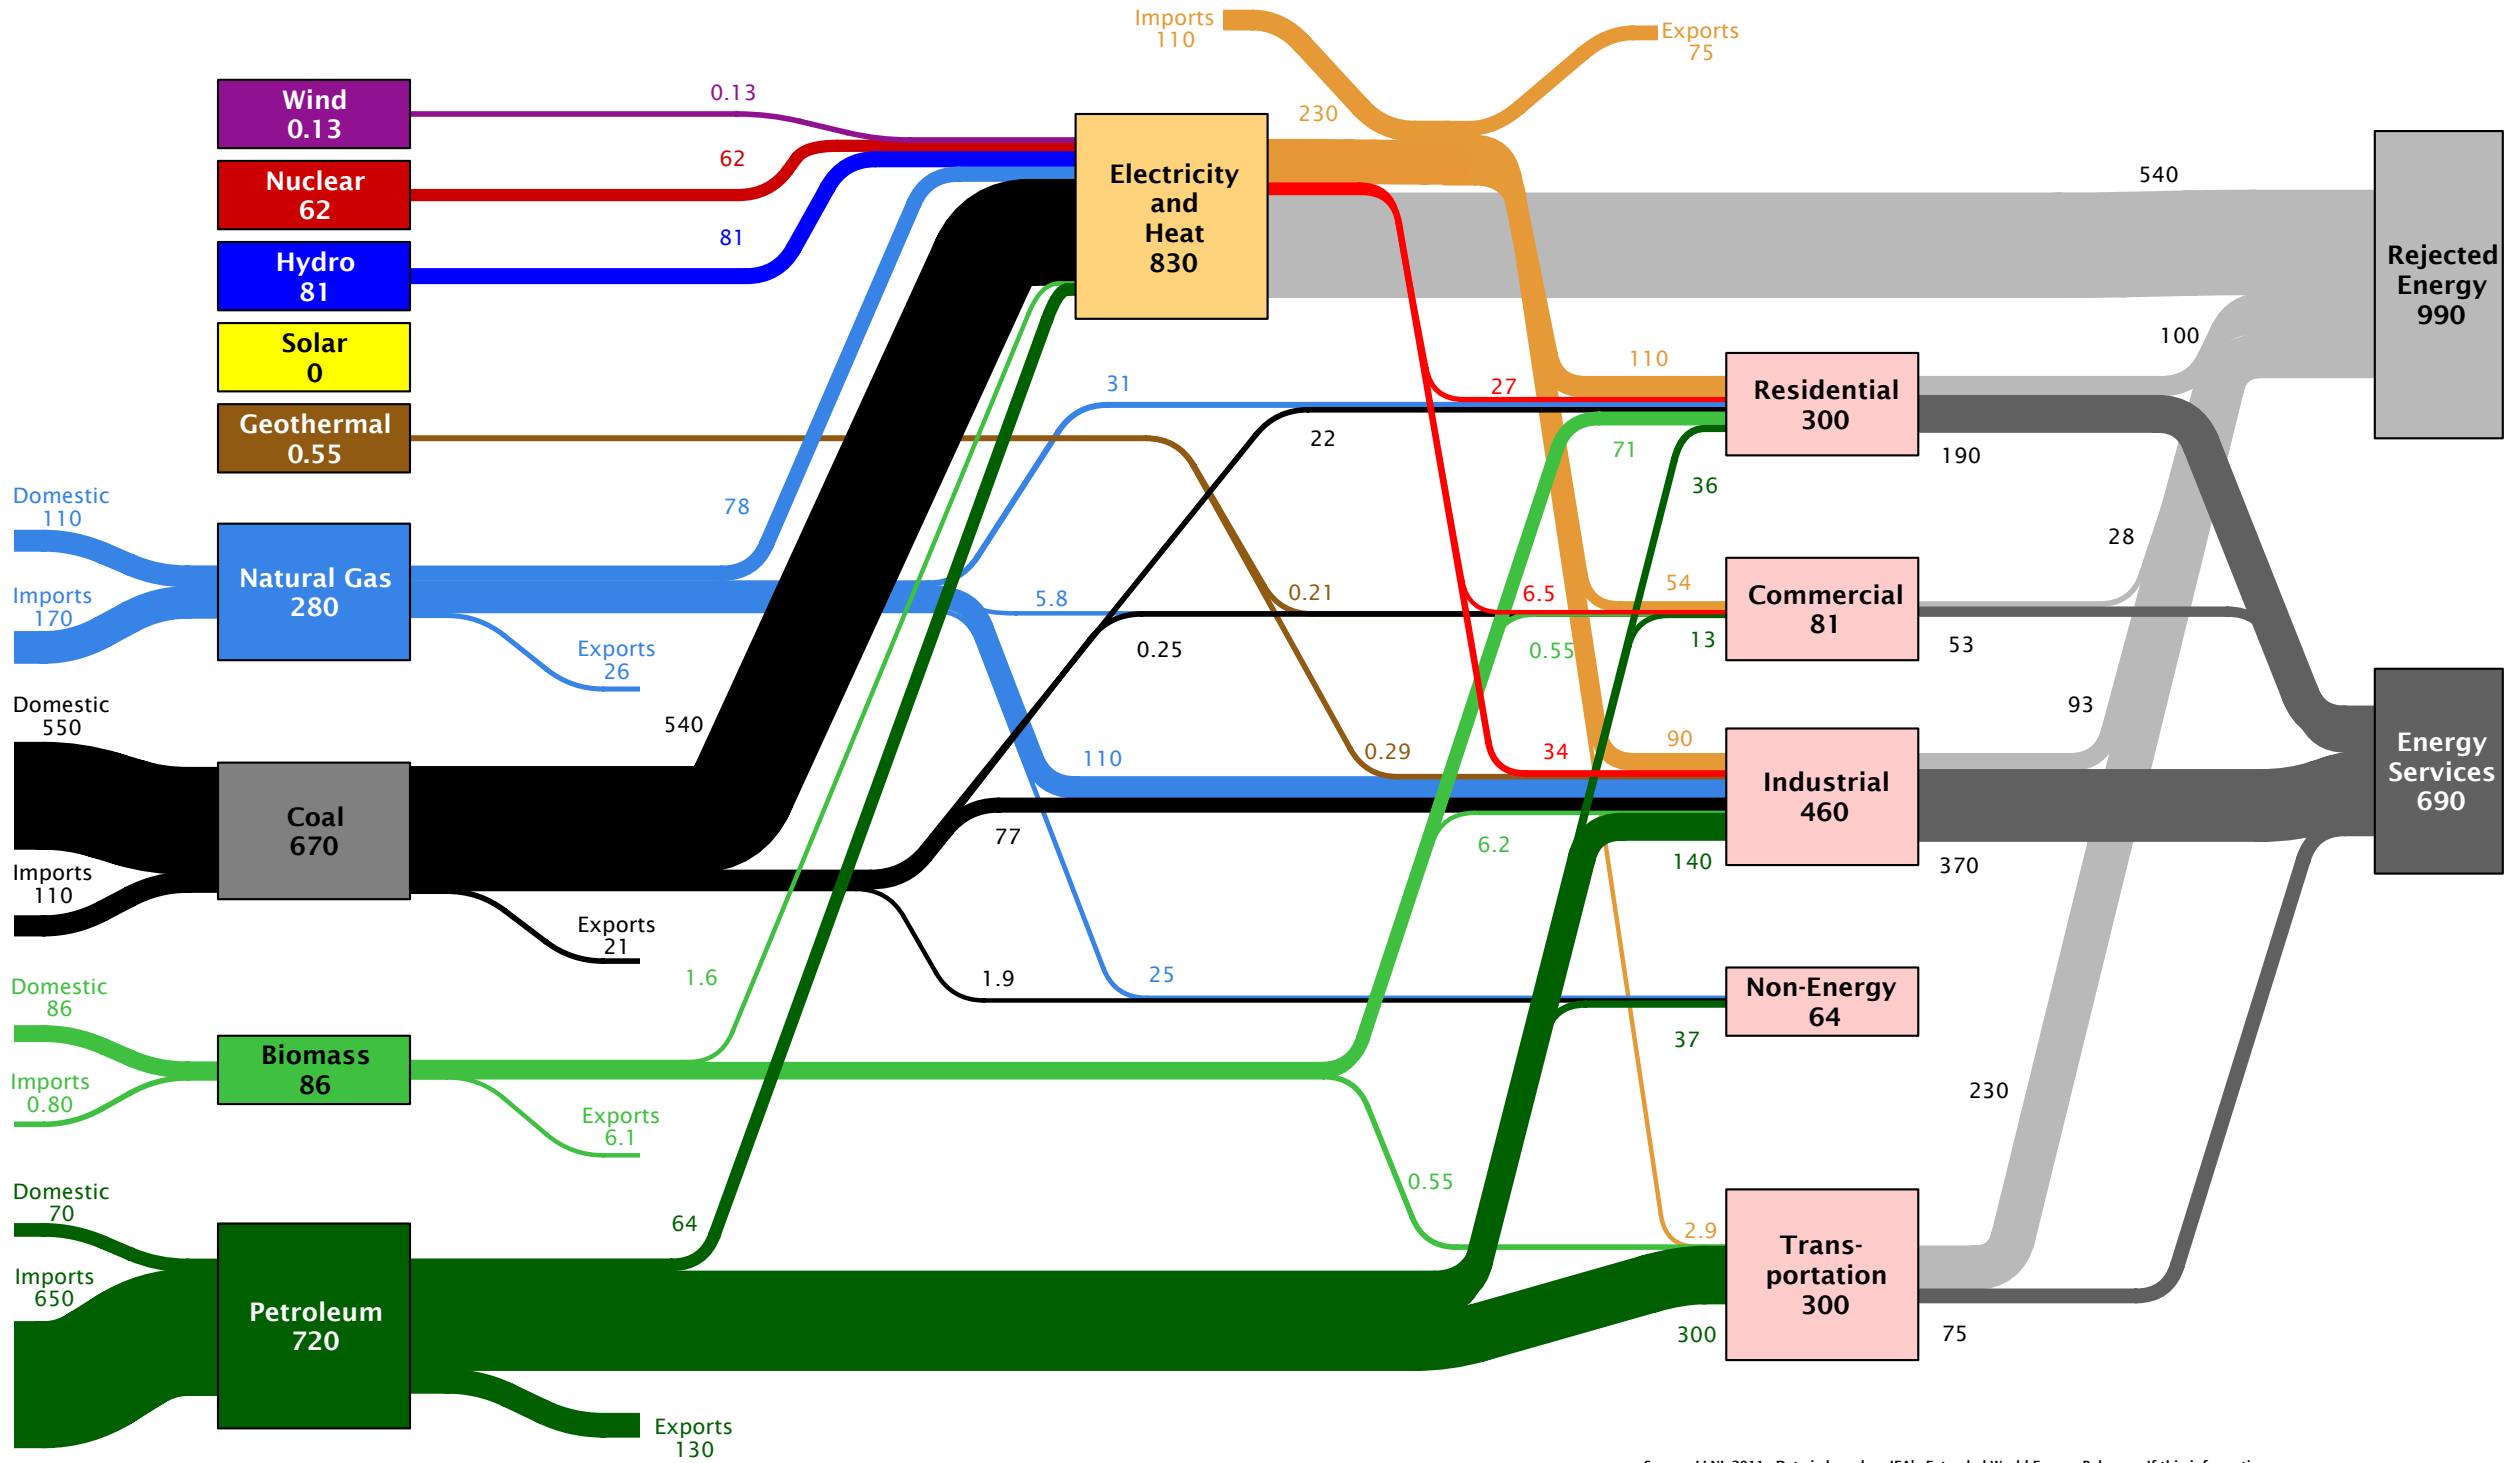 Imports
110
Exports
75
Wind
0.13
0.13
230
Nuclear
62
62
Hydro
81
81
Solar
0
Geothermal
0.55
Electricity
and
Heat
830
540
Rejected
Energy
990
100
Domestic
110
Imports
170
Natural Gas
280
78
Exports
26
31
22
5.8
0.25
0.21
0.29
110
27
71
36
Residential
300
190
54
6.5
0.55
13
Commercial
81
28
53
Domestic
550
Imports
110
Coal
670
540
Exports
21
77
1.9
110
25
90
34
6.2
140
Industrial
460
93
370
Energy
Services
690
Domestic
86
Imports
0.80
Biomass
86
1.6
Exports
6.1
Non-Energy
64
37
230
Domestic
70
Imports
650
Petroleum
720
64
Exports
130
0.55
2.9
300
Trans-
portation
300
75